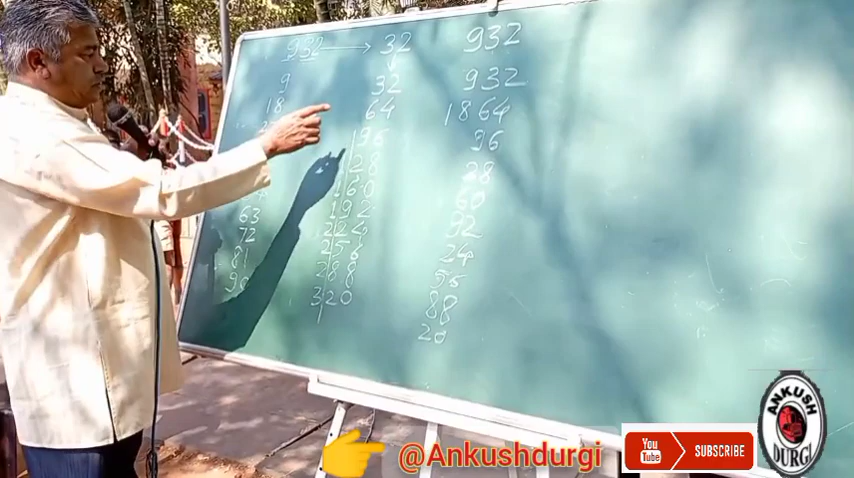 932 → 32 932
9 32 932
18 64 1864
96 96
128 28
160 60
63 192 92
72 224 24
81 256 56
90 288 88
320 20
ANKUSH
DURGI
@Ankushdurgi
You
Tube
SUBSCRIBE